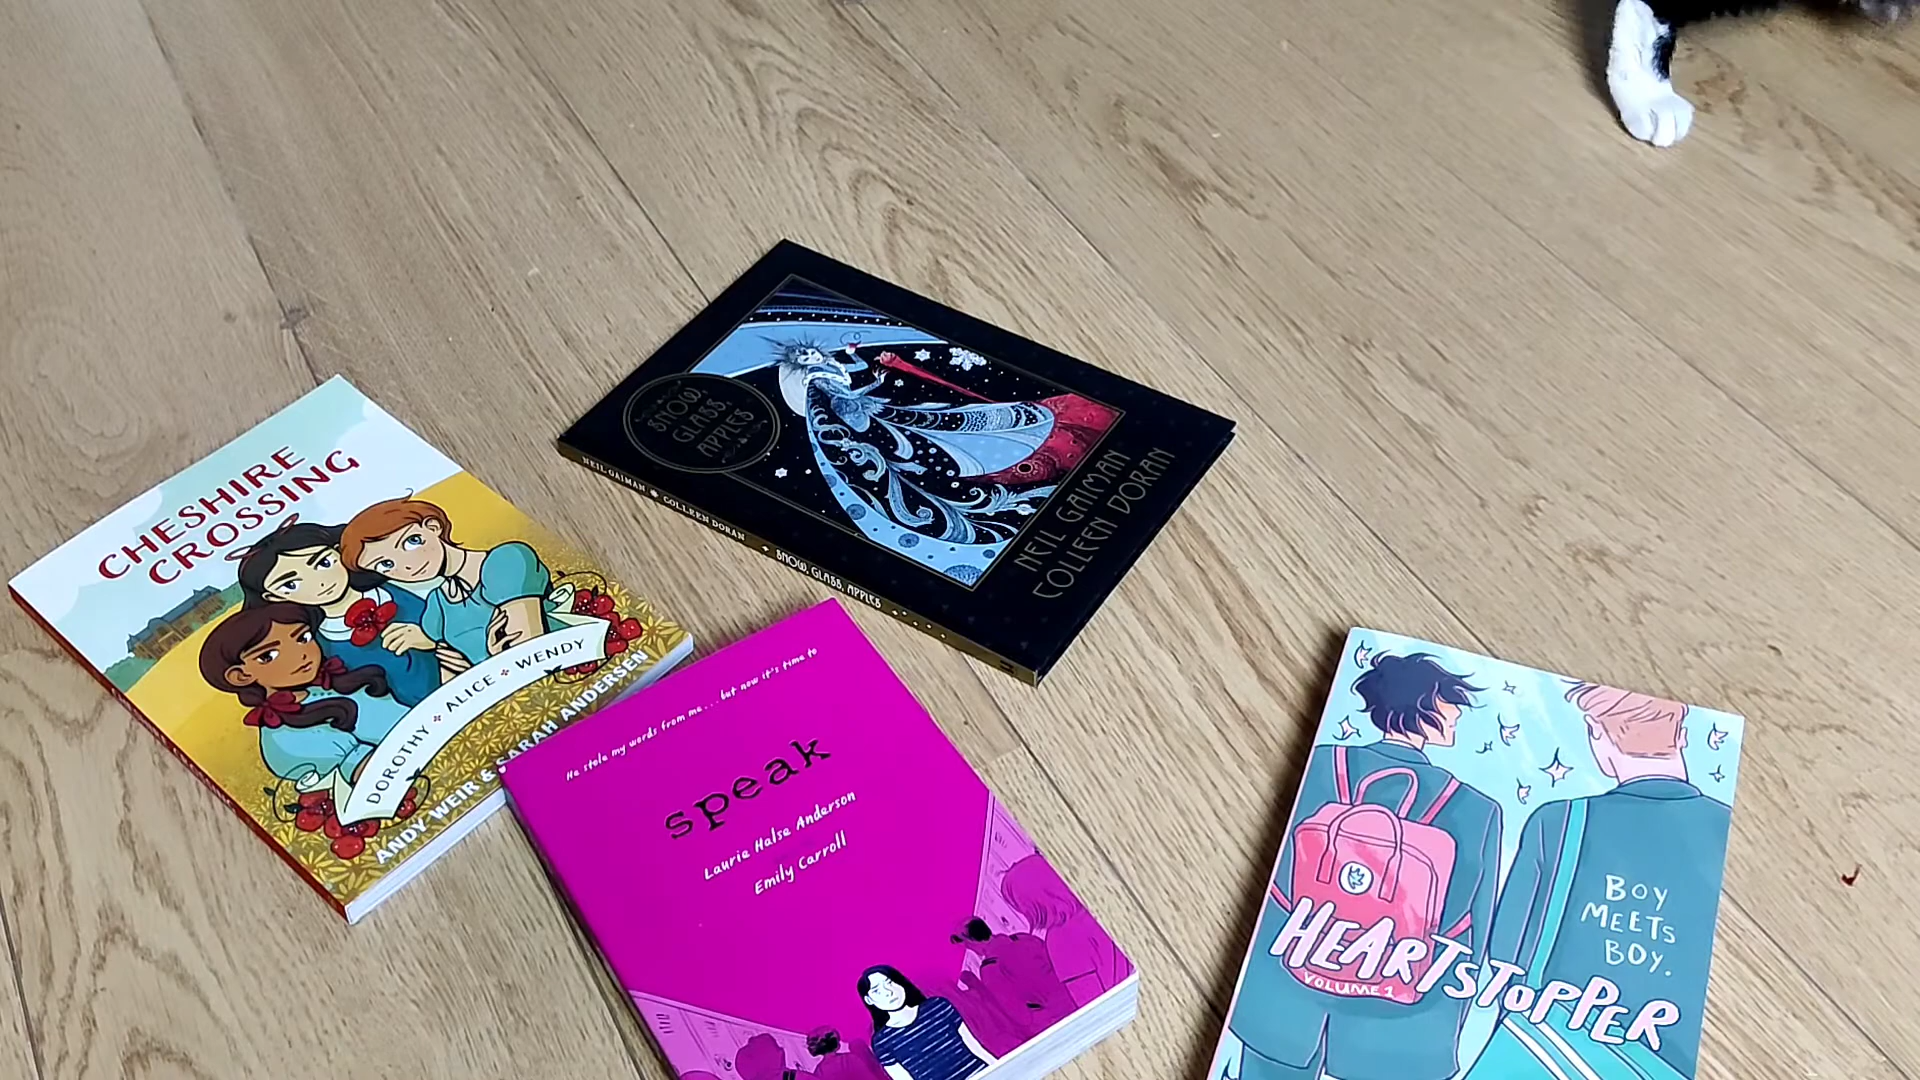 CHESHIRE
CROSSING
DOROTHY ALICE WENDY
ANDY WEIR & SARAH ANDERSEN
SNOW,
GLASS,
APPLES
NEIL GAIMAN
COLLEEN DORAN
NEIL GAIMAN COLLEEN DORAN SNOW, GLASS, APPLES
He stole my words from me ... but now it's time to
speak
Laurie Halse Anderson
Emily Carroll
BOY
MEETS
BOY.
HEARTSTOPPER
VOLUME 1